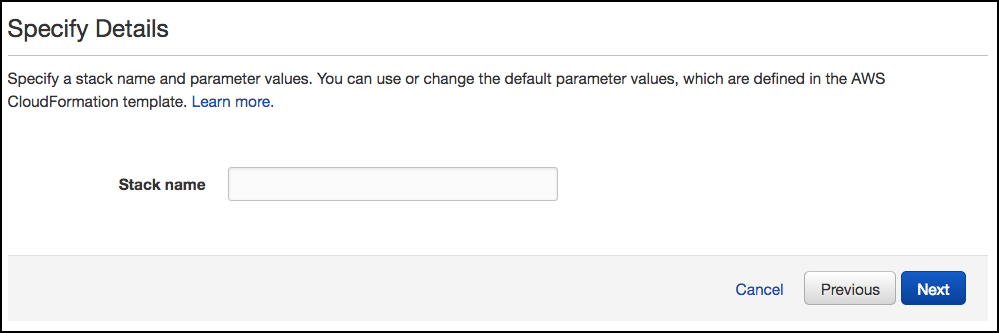 Specify Details
Specify a stack name and parameter values. You can use or change the default parameter values, which are defined in the AWS
CloudFormation template. Learn more.
Stack name
Cancel Previous Next